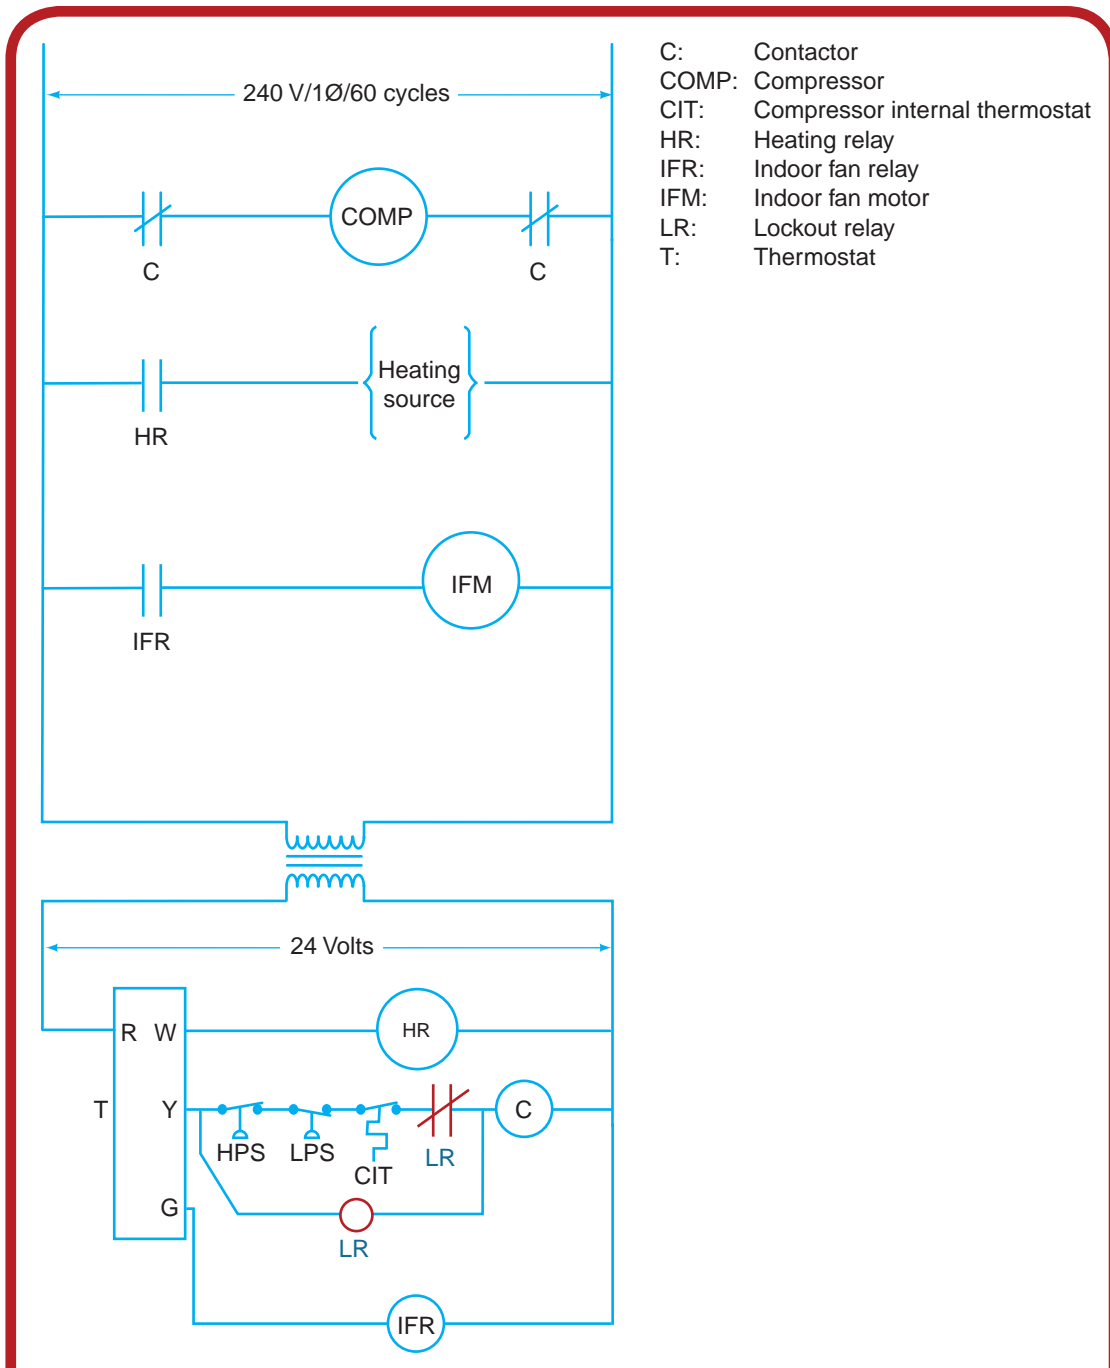 240 V/1Ø/60 cycles
C: Contactor
COMP: Compressor
CIT: Compressor internal thermostat
HR: Heating relay
IFR: Indoor fan relay
IFM: Indoor fan motor
LR: Lockout relay
T: Thermostat
COMP
C
C
Heating
source
HR
IFM
IFR
24 Volts
R W
HR
T
Y
C
HPS
LPS
CIT
LR
G
LR
IFR